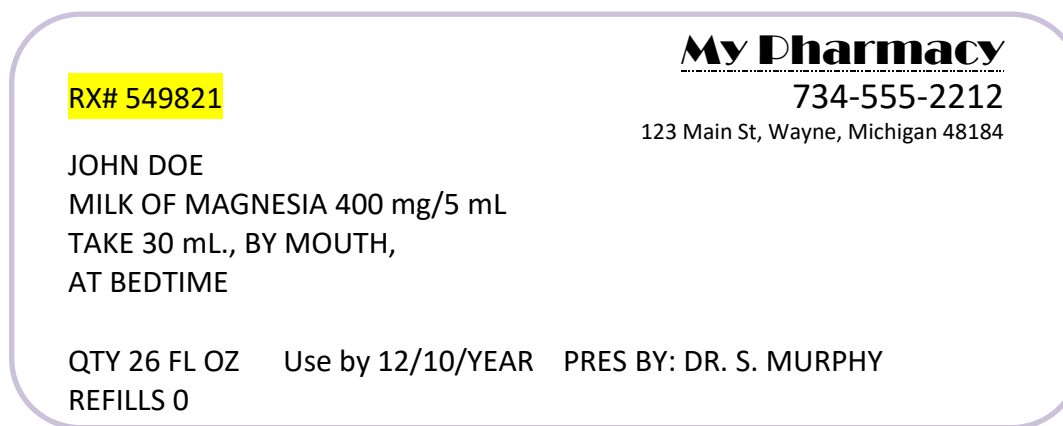 My Pharmacy
RX# 549821 734-555-2212
123 Main St, Wayne, Michigan 48184
JOHN DOE
MILK OF MAGNESIA 400 mg/5 mL
TAKE 30 mL., BY MOUTH,
AT BEDTIME
QTY 26 FL OZ Use by 12/10/YEAR PRES BY: DR. S. MURPHY
REFILLS 0